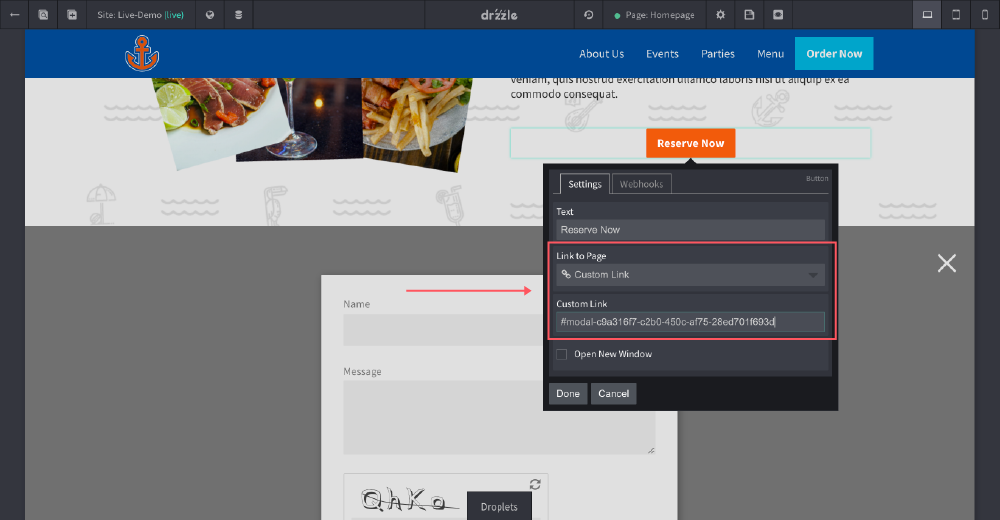 Site: Live-Demo (live)
drzzle
Page: Homepage
About Us
Events
Parties
Menu
Order Now
veniam, quis nostrud exercitation ullamco laboris nisi ut aliquip ex ea
commodo consequat.
Reserve Now
Settings
Webhooks
Button
Text
Reserve Now
Link to Page
Custom Link
Custom Link
#modal-c9a316f7-c2b0-450c-af75-28ed701f693d
Open New Window
Done
Cancel
Name
Message
Droplets